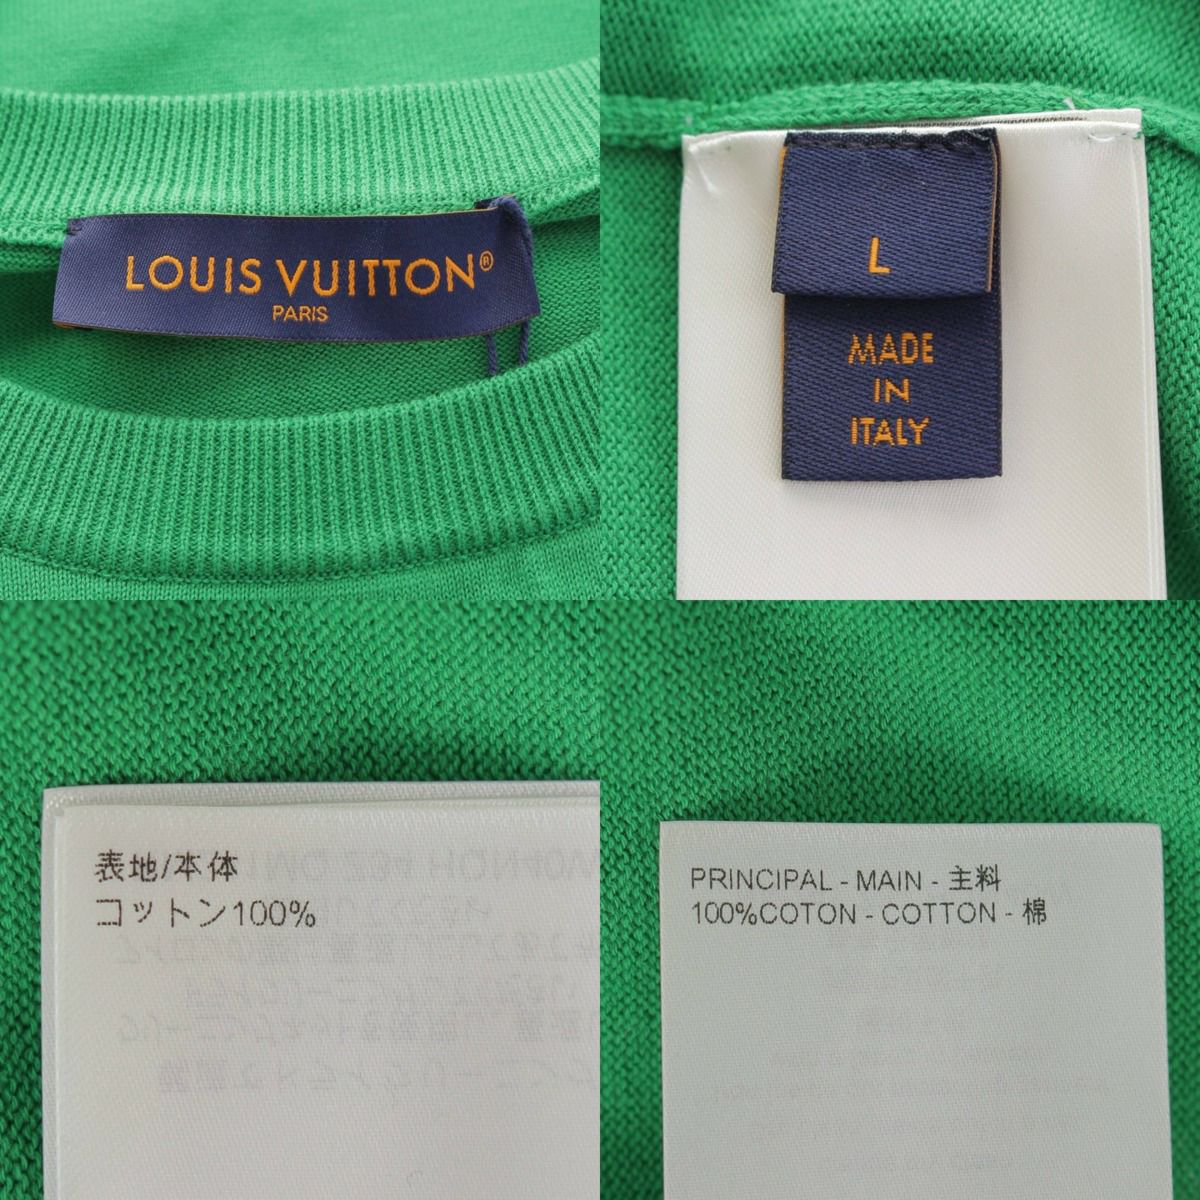 LOUIS VUITTON®
PARIS
L
MADE
IN
ITALY
表地/本体
コットン100%
PRINCIPAL - MAIN - 主料
100%COTON - COTTON - 棉